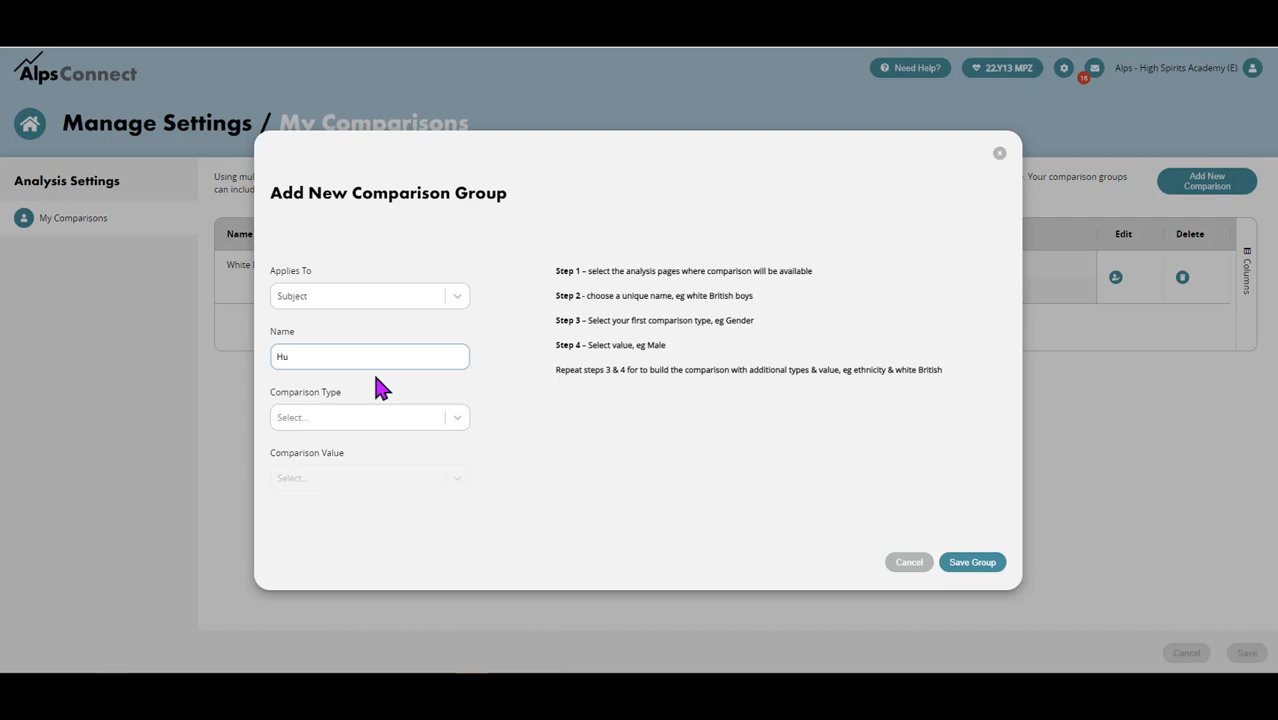 AlpsConnect
Need Help?
22.Y13 MPZ
16
Alps - High Spirits Academy (E)
Manage Settings / My Comparisons
Analysis Settings
My Comparisons
Using mul
can includ
. Your comparison groups
Add New
Comparison
Name
Edit
Delete
White
Columns
Add New Comparison Group
Applies To
Subject
Name
Hu
Comparison Type
Select...
Comparison Value
Select...
Step 1 – select the analysis pages where comparison will be available
Step 2 - choose a unique name, eg white British boys
Step 3 – Select your first comparison type, eg Gender
Step 4 – Select value, eg Male
Repeat steps 3 & 4 for to build the comparison with additional types & value, eg ethnicity & white British
Cancel
Save Group
Cancel
Save